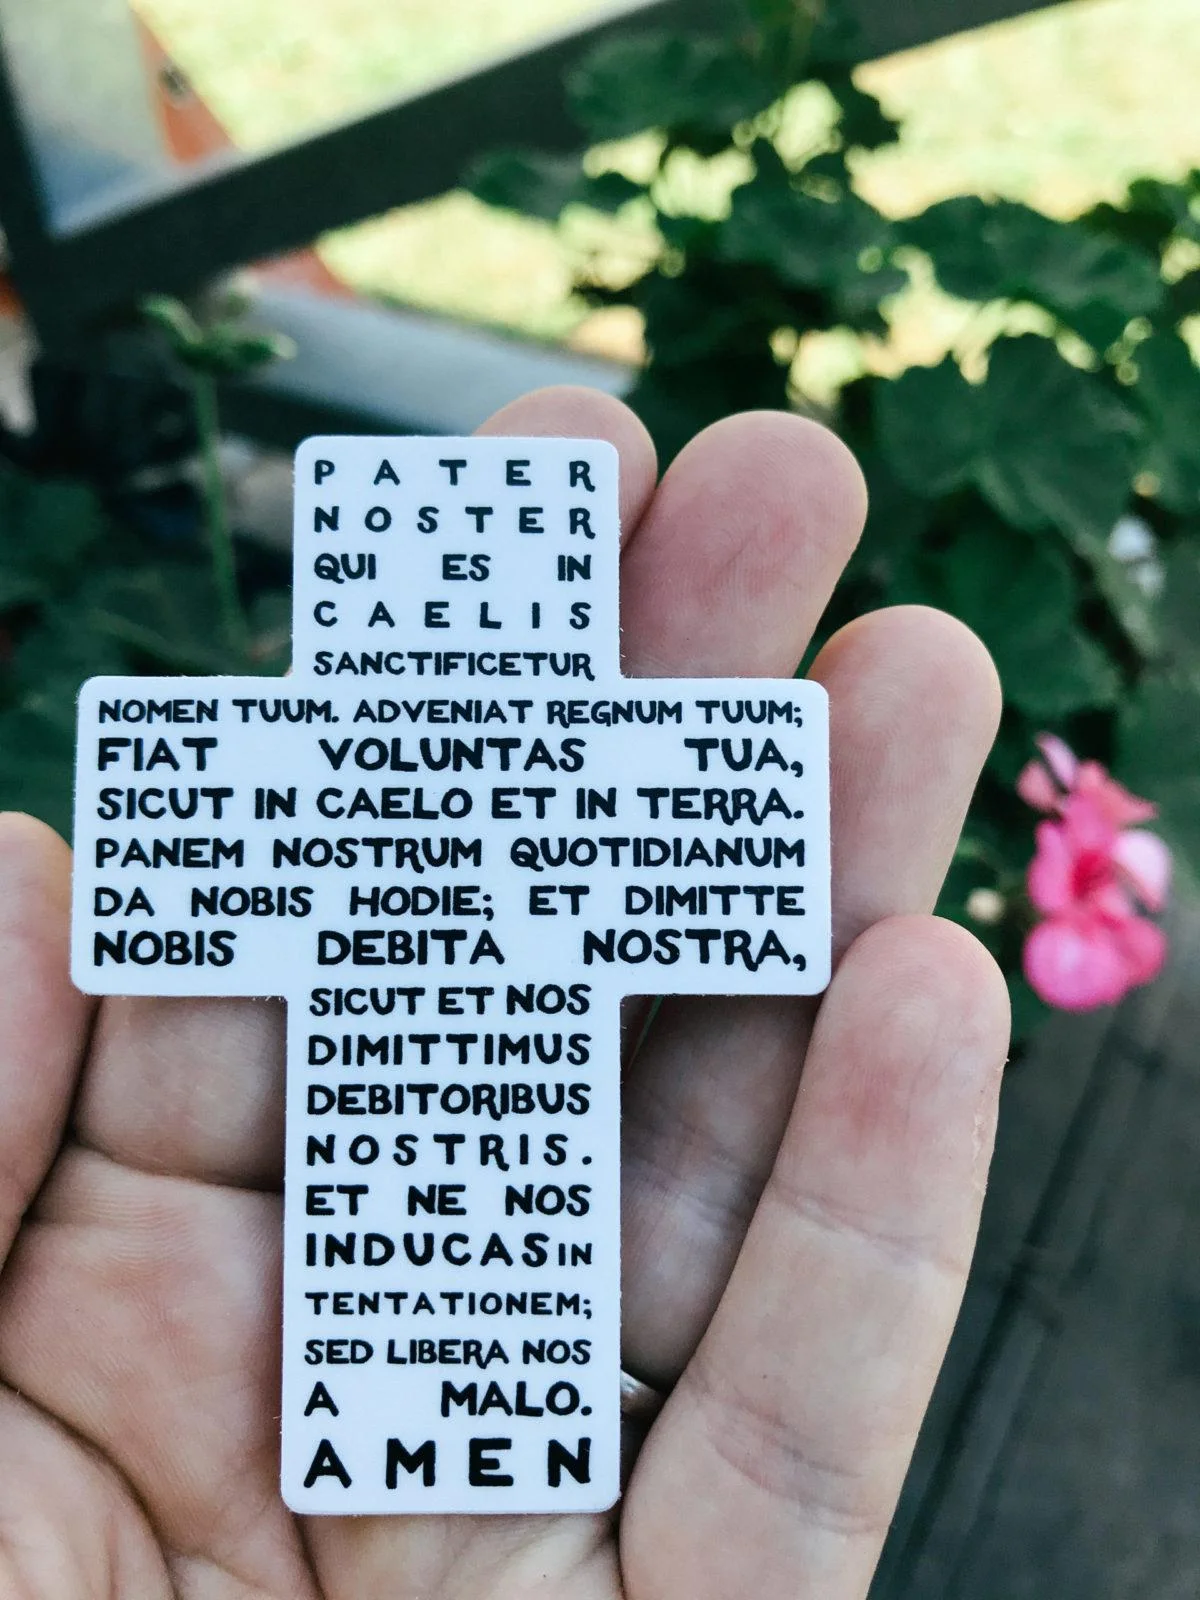 PATER
NOSTER
QUI ES IN
CAELIS
SANCTIFICETUR
NOMEN TUUM. ADVENIAT REGNUM TUUM;
FIAT VOLUNTAS TUA,
SICUT IN CAELO ET IN TERRA.
PANEM NOSTRUM QUOTIDIANUM
DA NOBIS HODIE; ET DIMITTE
NOBIS DEBITA NOSTRA,
SICUT ET NOS
DIMITTIMUS
DEBITORIBUS
NOSTRIS.
ET NE NOS
INDUCAS IN
TENTATIONEM;
SED LIBERA NOS
A MALO.
AMEN